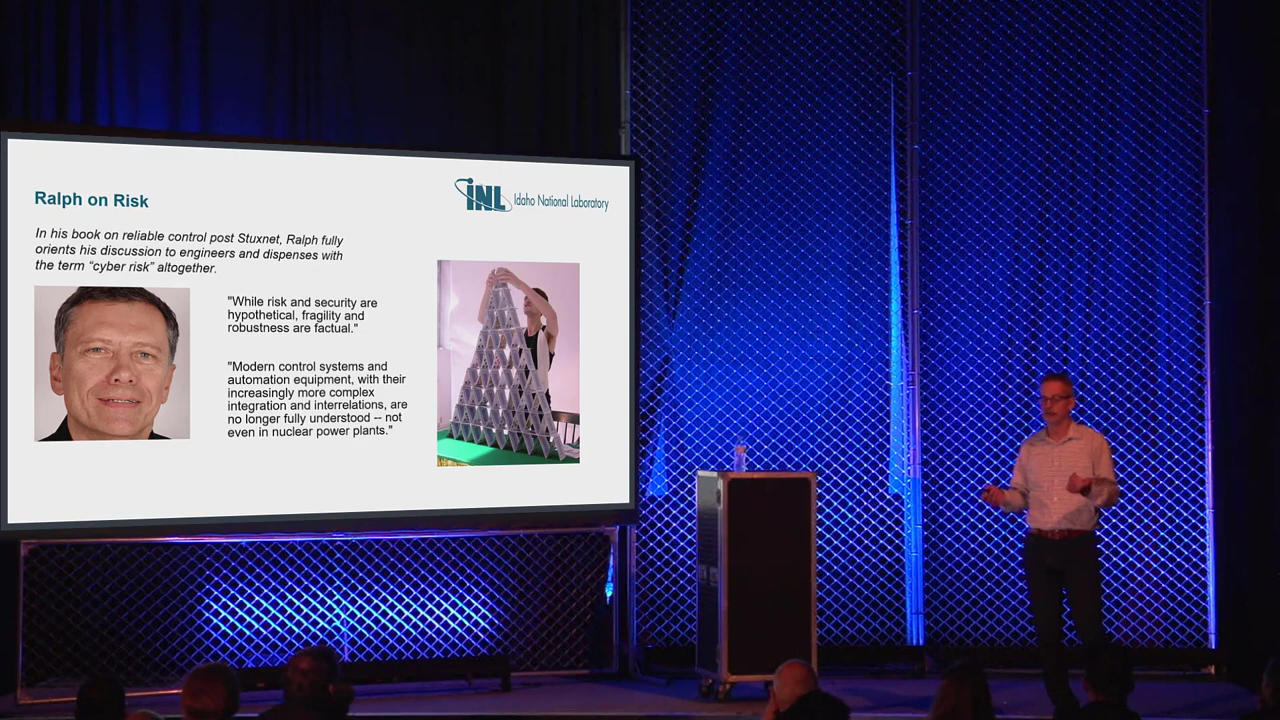 Ralph on Risk
INL Idaho National Laboratory
In his book on reliable control post Stuxnet, Ralph fully
orients his discussion to engineers and dispenses with
the term “cyber risk” altogether.
"While risk and security are
hypothetical, fragility and
robustness are factual."
"Modern control systems and
automation equipment, with their
increasingly more complex
integration and interrelations, are
no longer fully understood -- not
even in nuclear power plants."